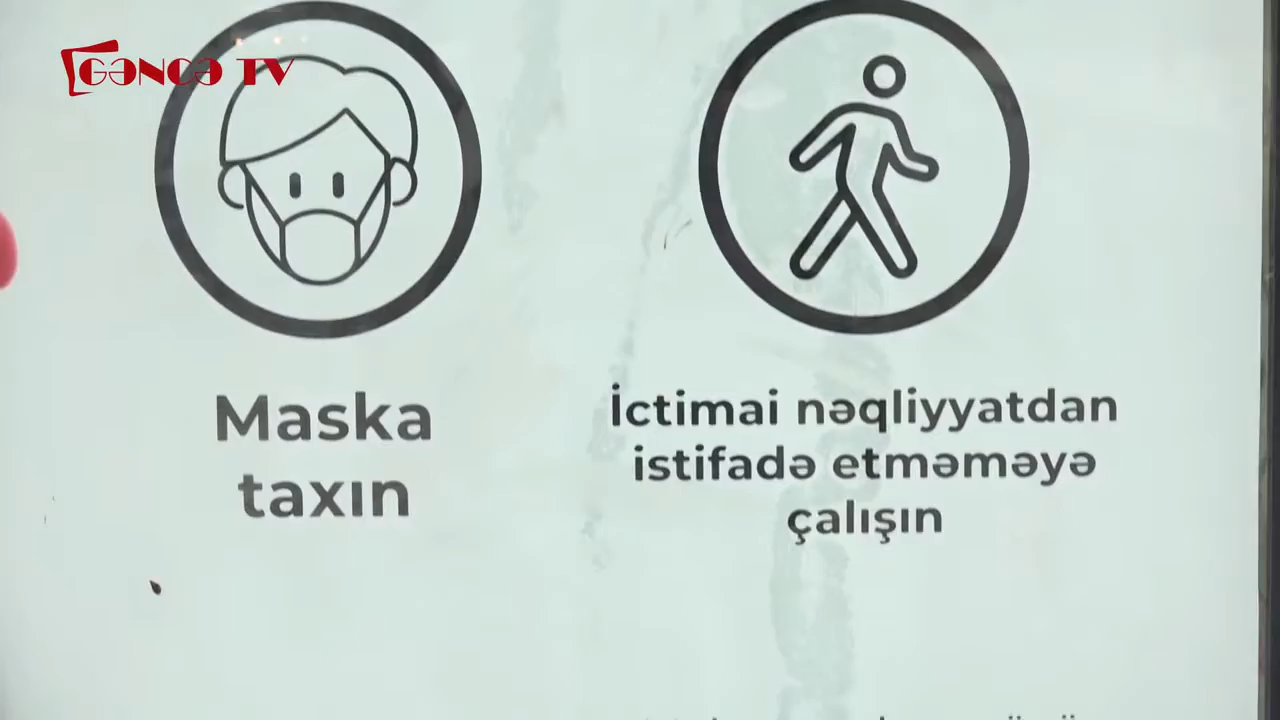 GƏNCƏ TV
Maska
taxın
İctimai nəqliyyatdan
istifadə etməməyə
çalışın